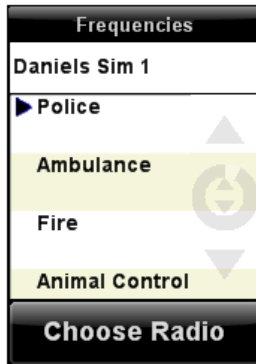 Frequencies
Daniels Sim 1
Police
Ambulance
Fire
Animal Control
Choose Radio